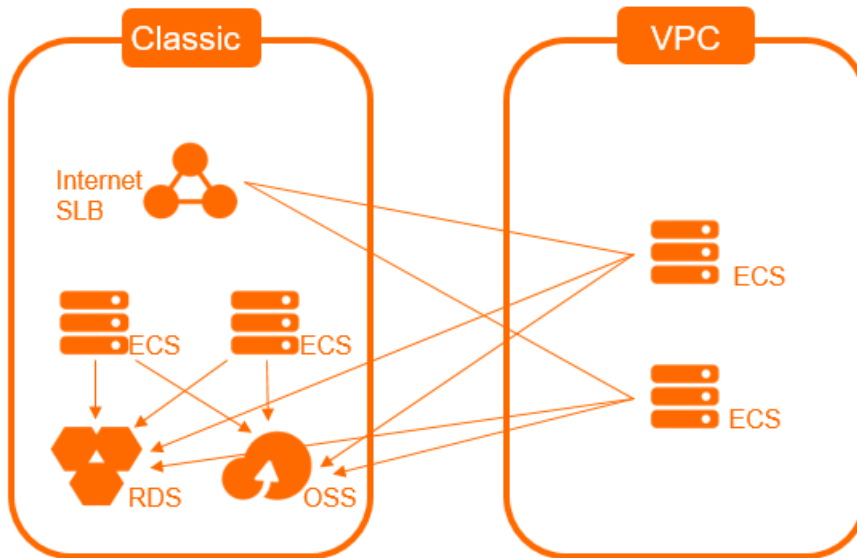 Classic
VPC
Internet
SLB
ECS
ECS
ECS
ECS
RDS
OSS